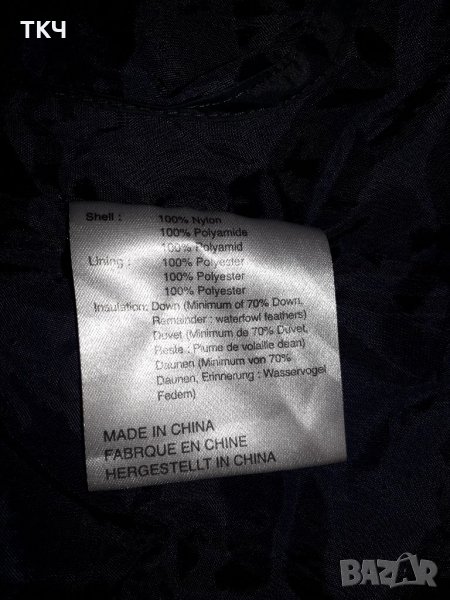 ТКЧ
Shell : 100% Nylon
100% Polyamide
100% Polyamid
Lining : 100% Polyester
100% Polyester
100% Polyester
Insulation: Down (Minimum of 70% Down,
Remainder : waterfowl feathers)
Duvet (Minimum de 70% Duvet,
Beste : Plume de volaille dean)
Daunen (Minimum von 70%
Daunen, Erinnerung : Wasservogel
Federn)
MADE IN CHINA
FABRQUE EN CHINE
HERGESTELLT IN CHINA
BAZAR